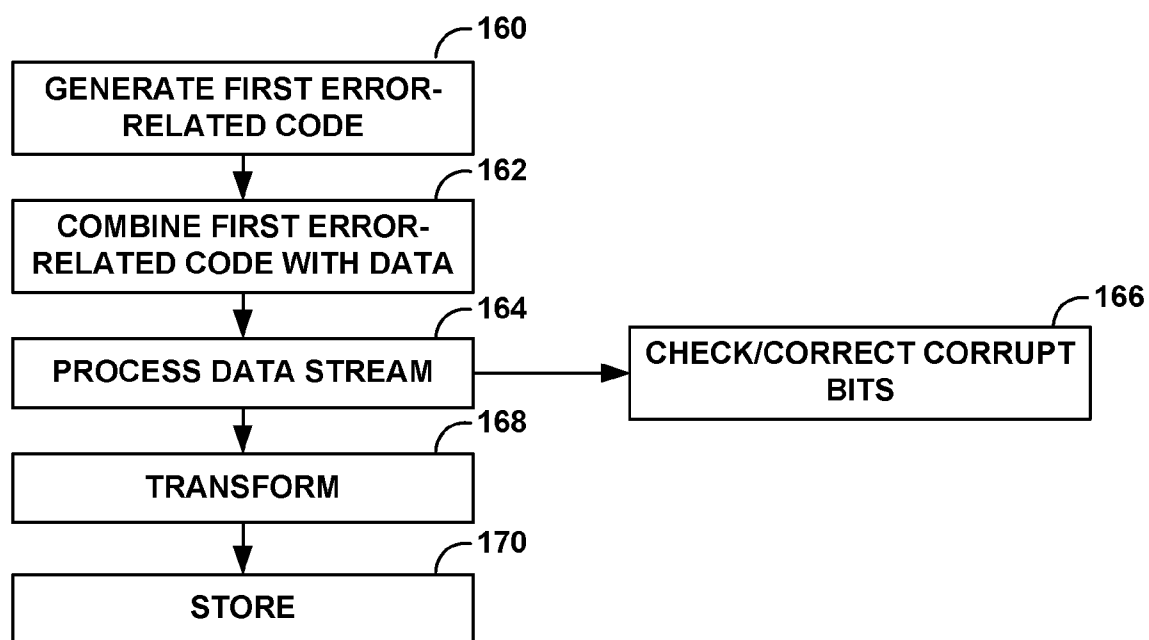 160
GENERATE FIRST ERROR-
RELATED CODE
162
COMBINE FIRST ERROR-
RELATED CODE WITH DATA
164
PROCESS DATA STREAM
166
CHECK/CORRECT CORRUPT
BITS
168
TRANSFORM
170
STORE